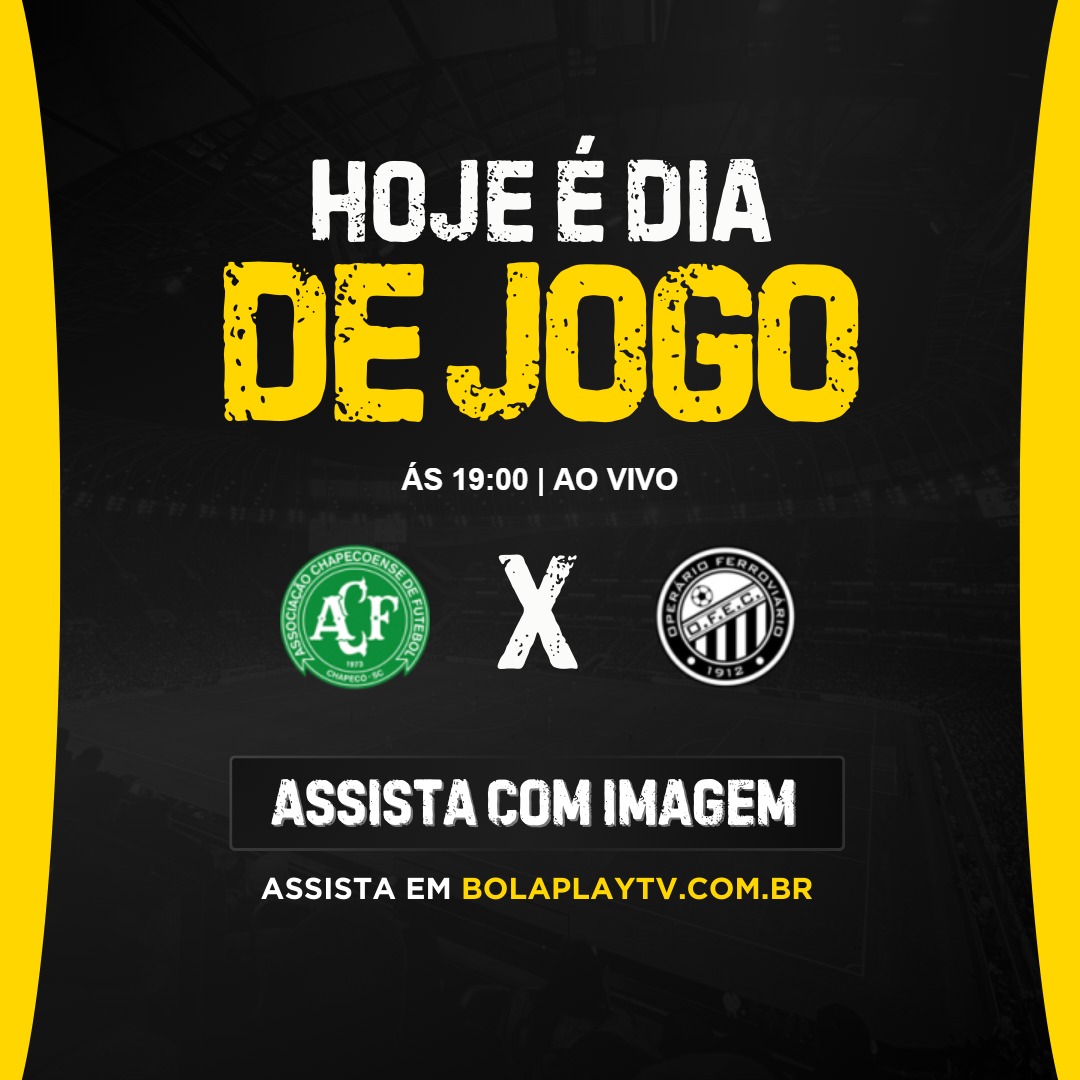 HOJE É DIA
DE JOGO
ÁS 19:00 | AO VIVO
ASSOCIAÇÃO CHAPECOENSE DE FUTEBOL
ACF
1973
CHAPECÓ - SC
X
OPERÁRIO FERROVIÁRIO
O.F.E.C.
1912
ASSISTA COM IMAGEM
ASSISTA EM BOLAPLAYTV.COM.BR